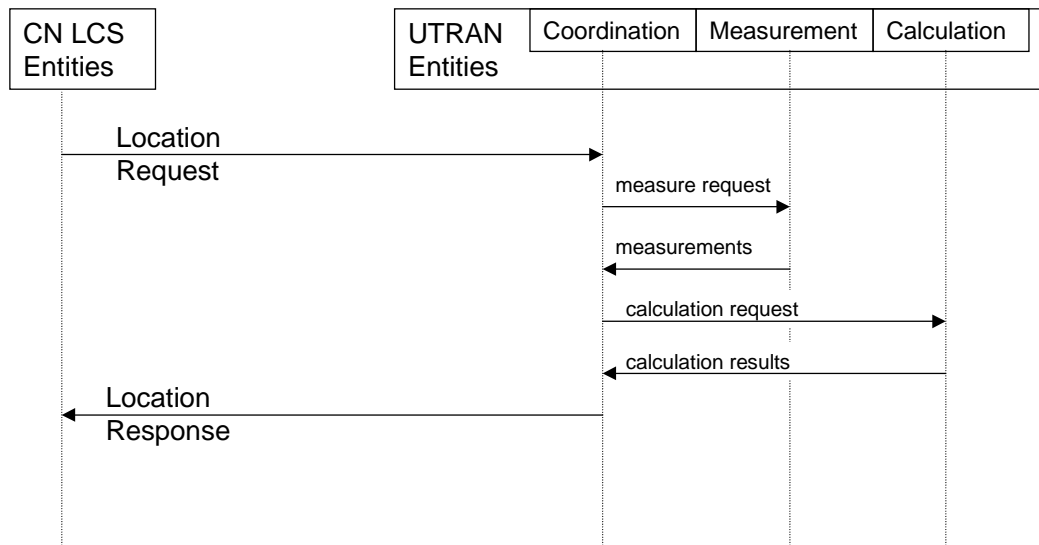 CN LCS
Entities
UTRAN
Entities
Coordination
Measurement
Calculation
Location
Request
measure request
measurements
calculation request
calculation results
Location
Response